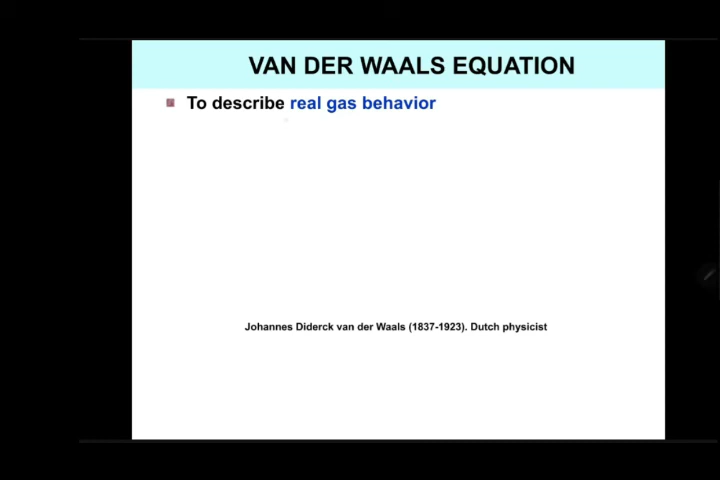 VAN DER WAALS EQUATION
To describe real gas behavior
Johannes Diderck van der Waals (1837-1923). Dutch physicist